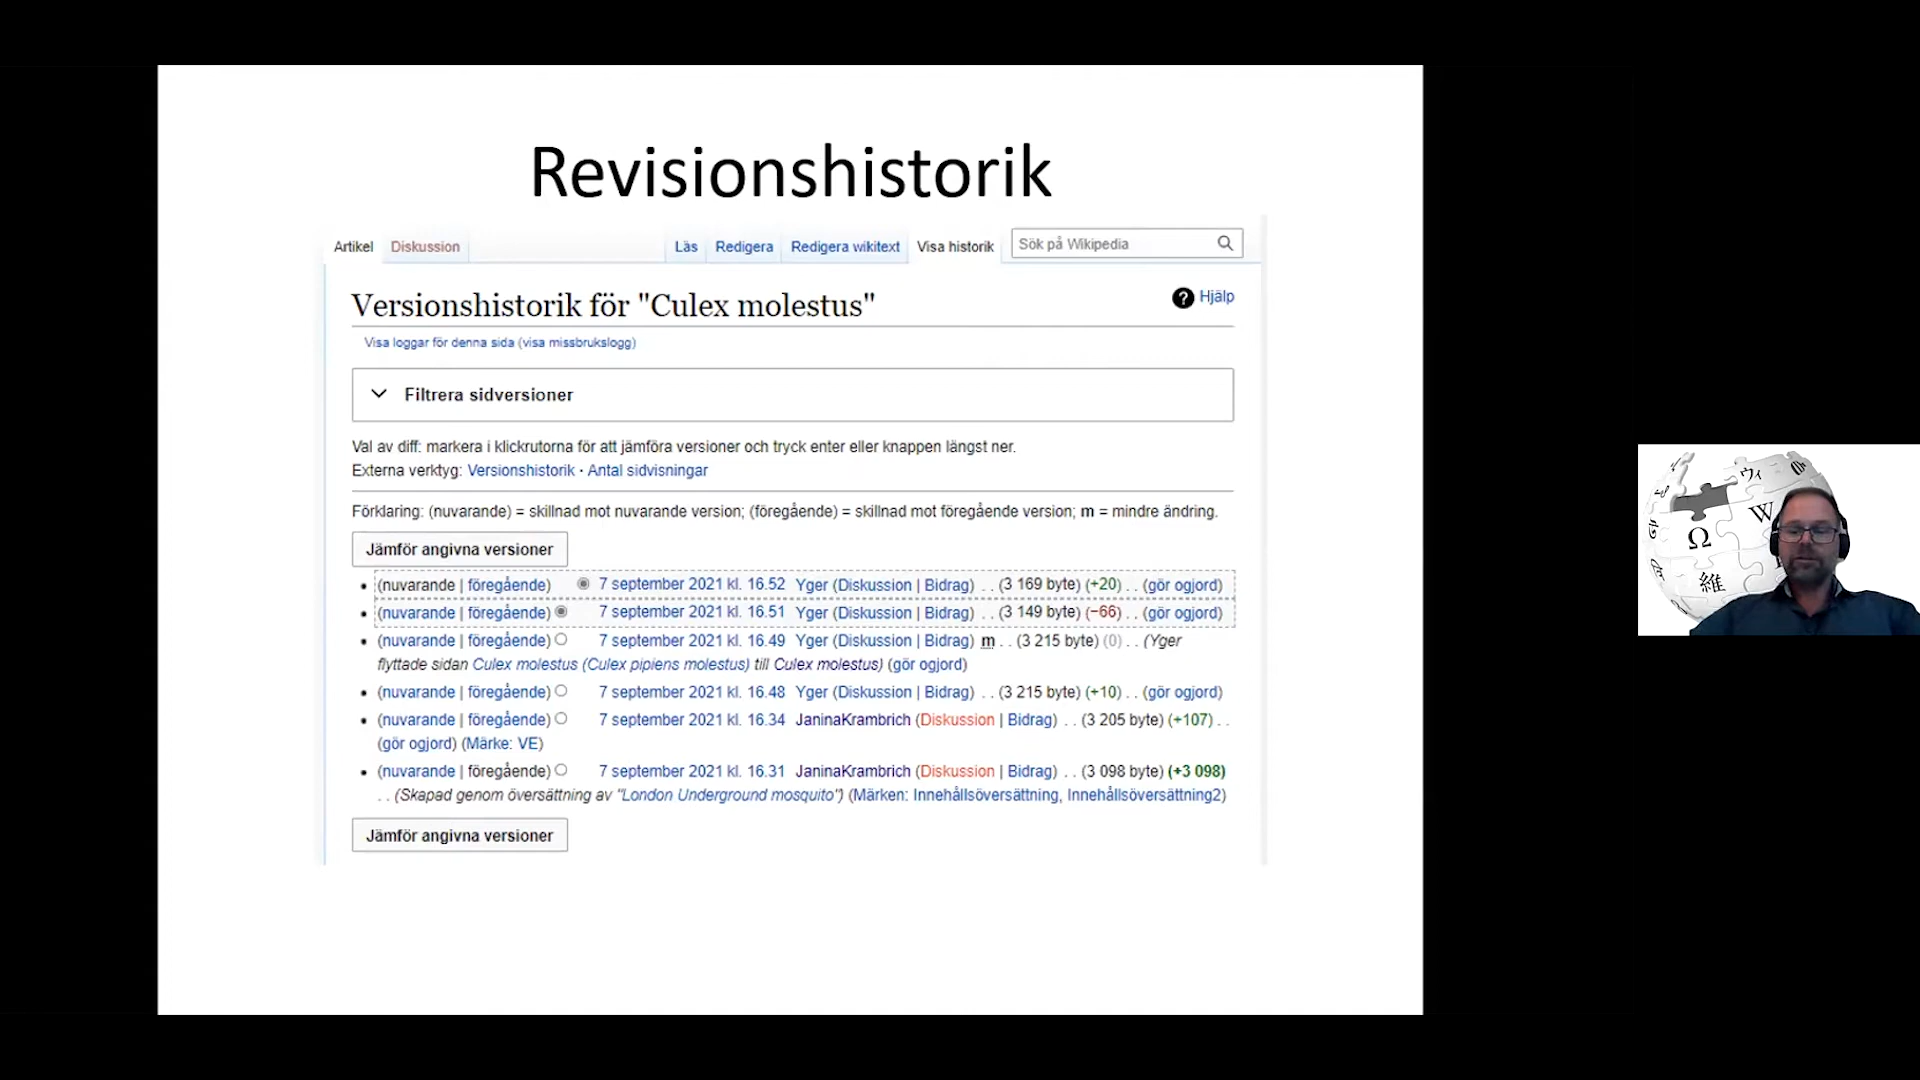 Revisionshistorik
Artikel Diskussion Läs Redigera Redigera wikitext Visa historik Sök på Wikipedia
Versionshistorik för "Culex molestus"
? Hjälp
Visa loggar för denna sida (visa missbrukslogg)
Filtrera sidversioner
Val av diff: markera i klickrutorna för att jämföra versioner och tryck enter eller knappen längst ner.
Externa verktyg: Versionshistorik · Antal sidvisningar
Förklaring: (nuvarande) = skillnad mot nuvarande version; (föregående) = skillnad mot föregående version; m = mindre ändring.
Jämför angivna versioner
• (nuvarande | föregående) 7 september 2021 kl. 16.52 Yger (Diskussion | Bidrag) . . (3 169 byte) (+20) . . (gör ogjord)
• (nuvarande | föregående) 7 september 2021 kl. 16.51 Yger (Diskussion | Bidrag) . . (3 149 byte) (−66) . . (gör ogjord)
• (nuvarande | föregående) 7 september 2021 kl. 16.49 Yger (Diskussion | Bidrag) m . . (3 215 byte) (0) . . (Yger
flyttade sidan Culex molestus (Culex pipiens molestus) till Culex molestus) (gör ogjord)
• (nuvarande | föregående) 7 september 2021 kl. 16.48 Yger (Diskussion | Bidrag) . . (3 215 byte) (+10) . . (gör ogjord)
• (nuvarande | föregående) 7 september 2021 kl. 16.34 JaninaKrambrich (Diskussion | Bidrag) . . (3 205 byte) (+107) . .
(gör ogjord) (Märke: VE)
• (nuvarande | föregående) 7 september 2021 kl. 16.31 JaninaKrambrich (Diskussion | Bidrag) . . (3 098 byte) (+3 098)
. . (Skapad genom översättning av "London Underground mosquito") (Märken: Innehållsöversättning, Innehållsöversättning2)
Jämför angivna versioner
ウィ
W
Ω
維